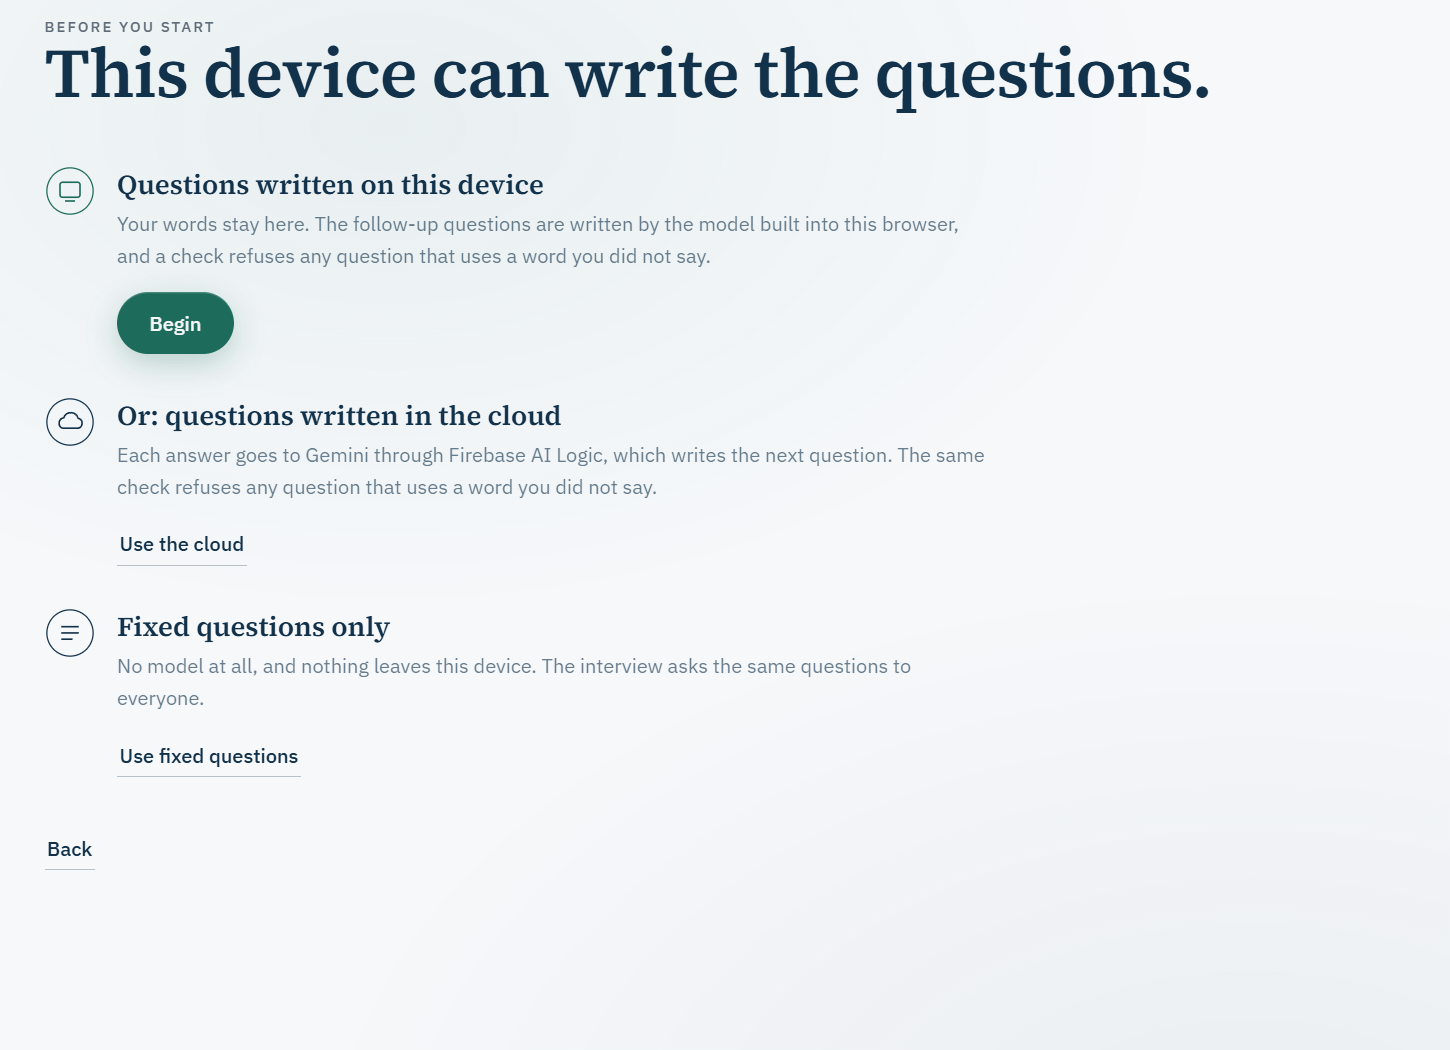 BEFORE YOU START
This device can write the questions.
Questions written on this device
Your words stay here. The follow-up questions are written by the model built into this browser,
and a check refuses any question that uses a word you did not say.
Begin
Or: questions written in the cloud
Each answer goes to Gemini through Firebase AI Logic, which writes the next question. The same
check refuses any question that uses a word you did not say.
Use the cloud
Fixed questions only
No model at all, and nothing leaves this device. The interview asks the same questions to
everyone.
Use fixed questions
Back